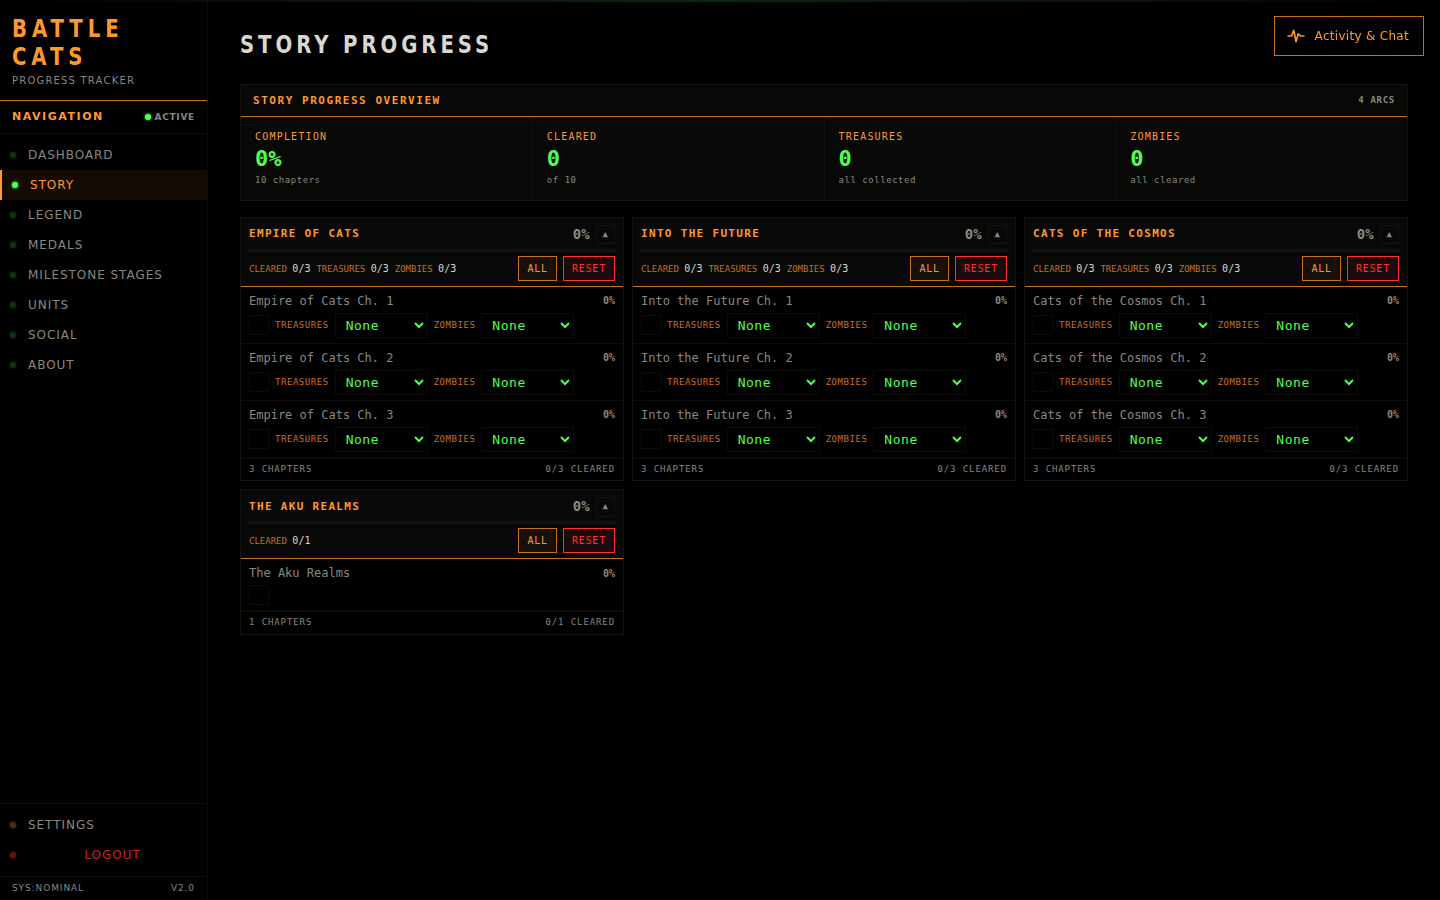 BATTLE
CATS
PROGRESS TRACKER
NAVIGATION ACTIVE
DASHBOARD
STORY
LEGEND
MEDALS
MILESTONE STAGES
UNITS
SOCIAL
ABOUT
SETTINGS
LOGOUT
SYS:NOMINAL V2.0
STORY PROGRESS
Activity & Chat
STORY PROGRESS OVERVIEW 4 ARCS
COMPLETION
0%
10 chapters
CLEARED
0
of 10
TREASURES
0
all collected
ZOMBIES
0
all cleared
EMPIRE OF CATS 0% ▲
CLEARED 0/3 TREASURES 0/3 ZOMBIES 0/3 ALL RESET
Empire of Cats Ch. 1 0%
TREASURES None ZOMBIES None
Empire of Cats Ch. 2 0%
TREASURES None ZOMBIES None
Empire of Cats Ch. 3 0%
TREASURES None ZOMBIES None
3 CHAPTERS 0/3 CLEARED
INTO THE FUTURE 0% ▲
CLEARED 0/3 TREASURES 0/3 ZOMBIES 0/3 ALL RESET
Into the Future Ch. 1 0%
TREASURES None ZOMBIES None
Into the Future Ch. 2 0%
TREASURES None ZOMBIES None
Into the Future Ch. 3 0%
TREASURES None ZOMBIES None
3 CHAPTERS 0/3 CLEARED
CATS OF THE COSMOS 0% ▲
CLEARED 0/3 TREASURES 0/3 ZOMBIES 0/3 ALL RESET
Cats of the Cosmos Ch. 1 0%
TREASURES None ZOMBIES None
Cats of the Cosmos Ch. 2 0%
TREASURES None ZOMBIES None
Cats of the Cosmos Ch. 3 0%
TREASURES None ZOMBIES None
3 CHAPTERS 0/3 CLEARED
THE AKU REALMS 0% ▲
CLEARED 0/1 ALL RESET
The Aku Realms 0%
1 CHAPTERS 0/1 CLEARED